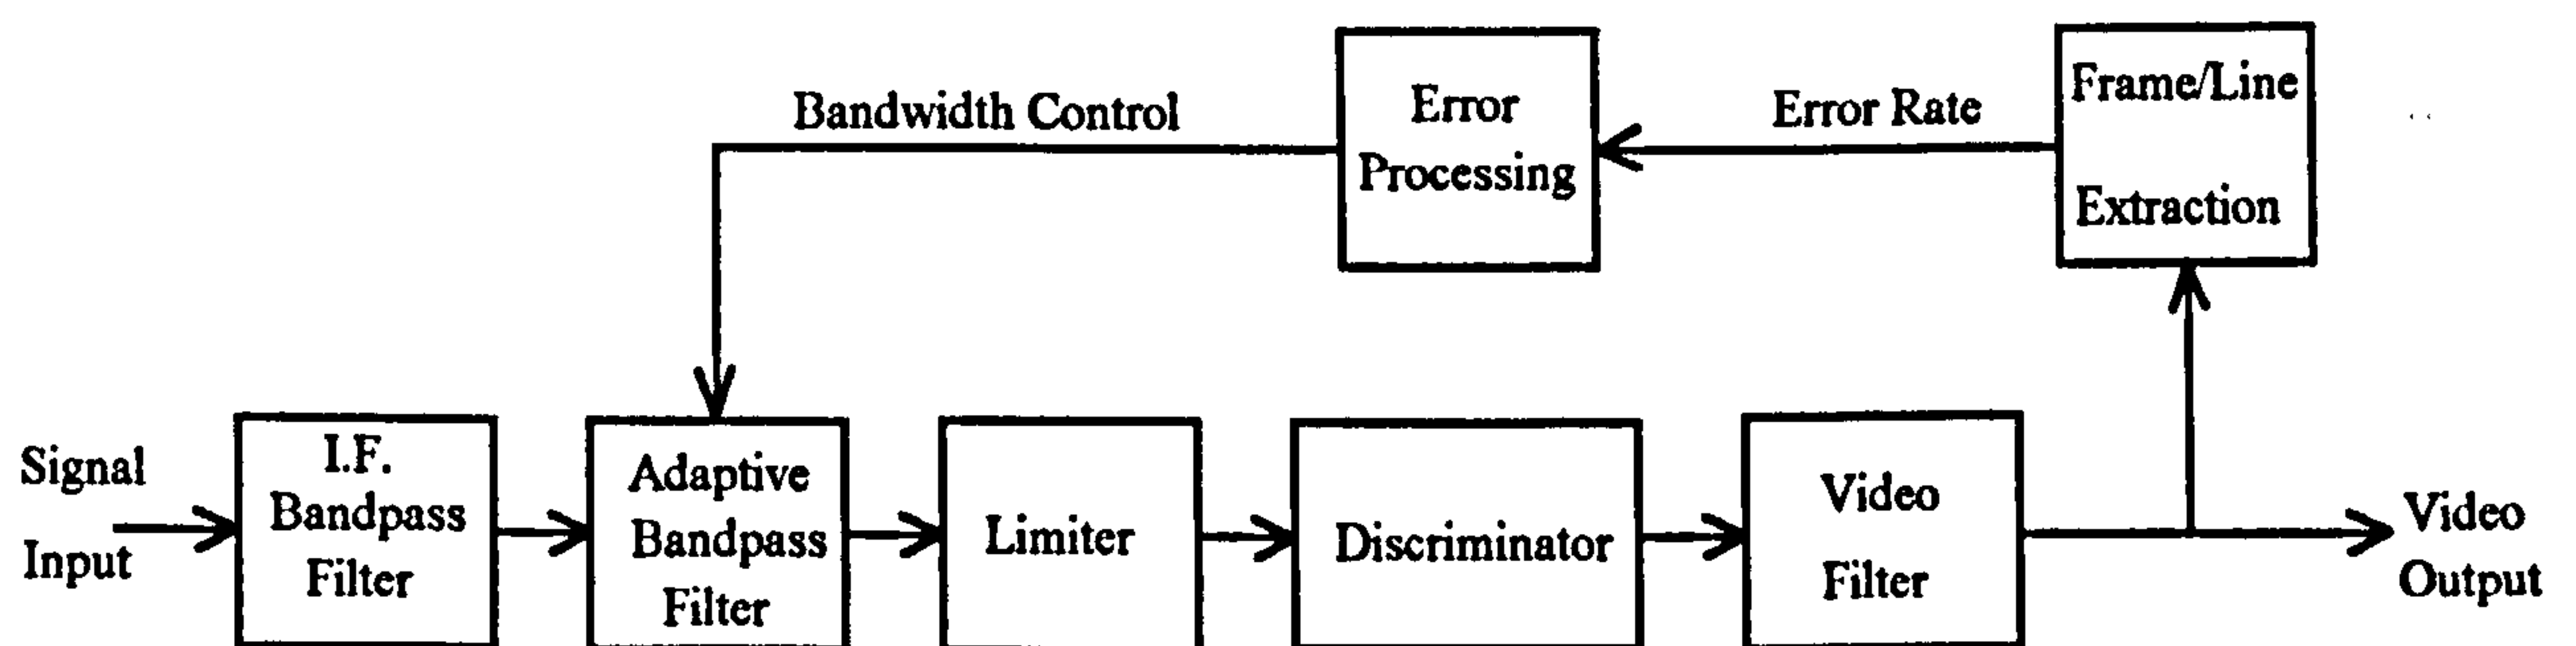 Frame/Line
Extraction
Error Rate
Error
Processing
Bandwidth Control
Signal
Input
I.F.
Bandpass
Filter
Adaptive
Bandpass
Filter
Limiter
Discriminator
Video
Filter
Video
Output